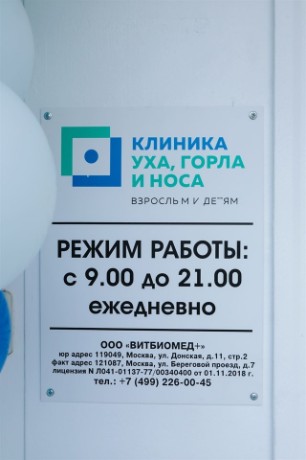 КЛИНИКА
УХА, ГОРЛА
И НОСА
ВЗРОСЛЫМ И ДЕТЯМ
РЕЖИМ РАБОТЫ:
с 9.00 до 21.00
ежедневно
ООО «ВИТБИОМЕД+»
юр адрес 119049, Москва, ул. Донская, д.11, стр.2
факт адрес 121087, Москва, ул. Береговой проезд, д.7
лицензия N Л041-01137-77/00340400 от 01.11.2018 г.
тел.: +7 (499) 226-00-45